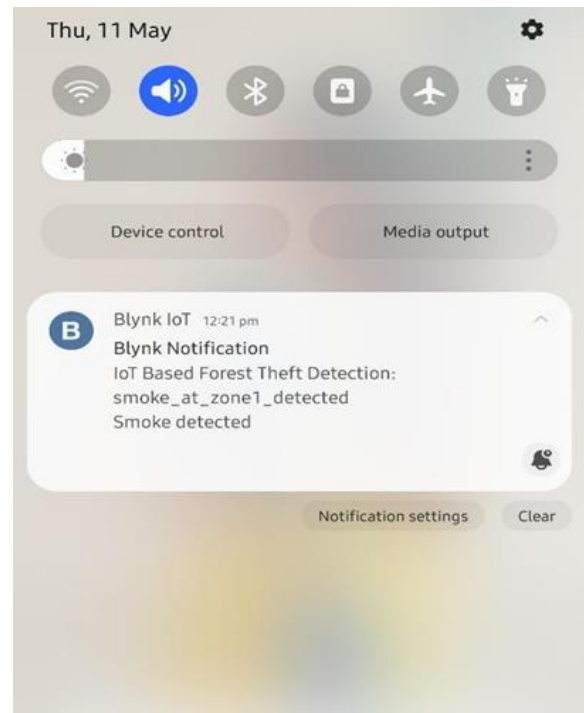 Thu, 11 May
Device control
Media output
B
Blynk IoT 12:21 pm
Blynk Notification
IoT Based Forest Theft Detection:
smoke_at_zone1_detected
Smoke detected
Notification settings
Clear